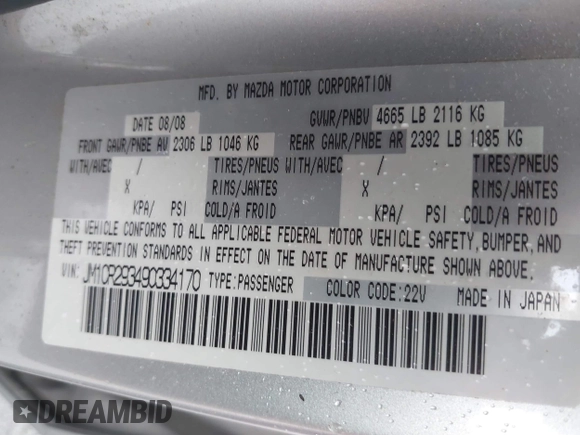 MFD. BY MAZDA MOTOR CORPORATION
DATE 08/08 GVWR/PNBV 4665 LB 2116 KG
FRONT GAWR/PNBE AV 2306 LB 1046 KG REAR GAWR/PNBE AR 2392 LB 1085 KG
WITH/AVEC / TIRES/PNEUS WITH/AVEC / TIRES/PNEUS
X RIMS/JANTES X RIMS/JANTES
KPA/ PSI COLD/A FROID KPA/ PSI COLD/A FROID
THIS VEHICLE CONFORMS TO ALL APPLICABLE FEDERAL MOTOR VEHICLE SAFETY, BUMPER, AND
THEFT PREVENTION STANDARDS IN EFFECT ON THE DATE OF MANUFACTURE SHOWN ABOVE.
VIN: JM1CR293490334170 TYPE:PASSENGER COLOR CODE:22V MADE IN JAPAN
DREAMBID